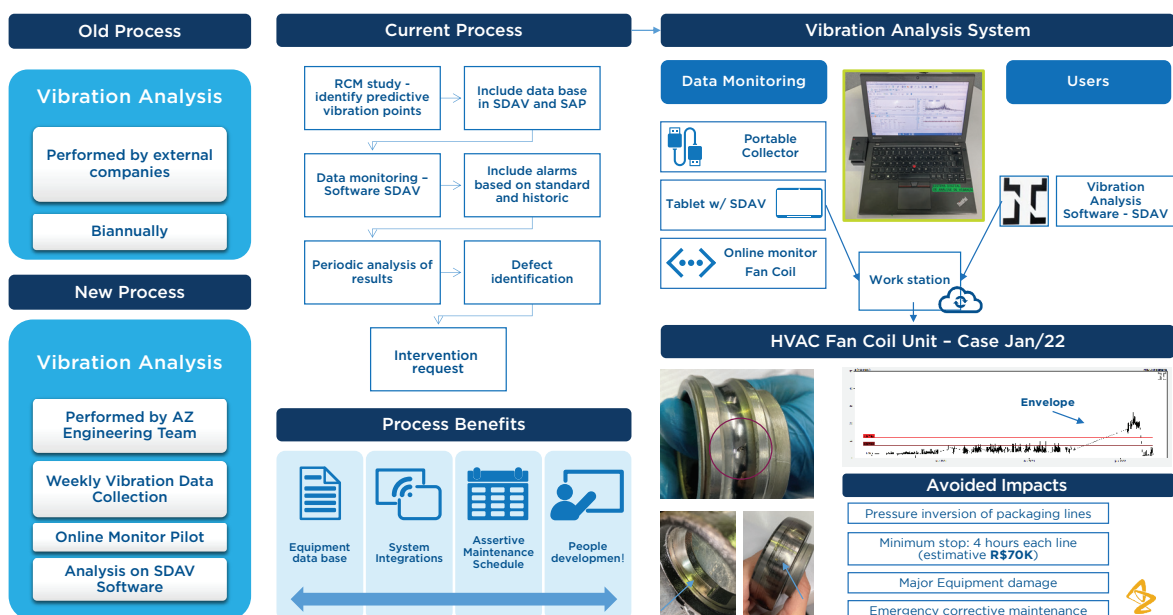 Old Process
Vibration Analysis
Performed by external
companies
Biannually
New Process
Vibration Analysis
Performed by AZ
Engineering Team
Weekly Vibration Data
Collection
Online Monitor Pilot
Analysis on SDAV
Software
Current Process
RCM study -
identify predictive
vibration points
Include data base
in SDAV and SAP
Data monitoring –
Software SDAV
Include alarms
based on standard
and historic
Periodic analysis of
results
Defect
identification
Intervention
request
Process Benefits
Equipment
data base
System
Integrations
Assertive
Maintenance
Schedule
People
development
Vibration Analysis System
Data Monitoring
Users
Portable
Collector
Tablet w/ SDAV
Online monitor
Fan Coil
Vibration
Analysis
Software - SDAV
Work station
HVAC Fan Coil Unit – Case Jan/22
Envelope
Avoided Impacts
Pressure inversion of packaging lines
Minimum stop: 4 hours each line
(estimative R$70K)
Major Equipment damage
Emergency corrective maintenance